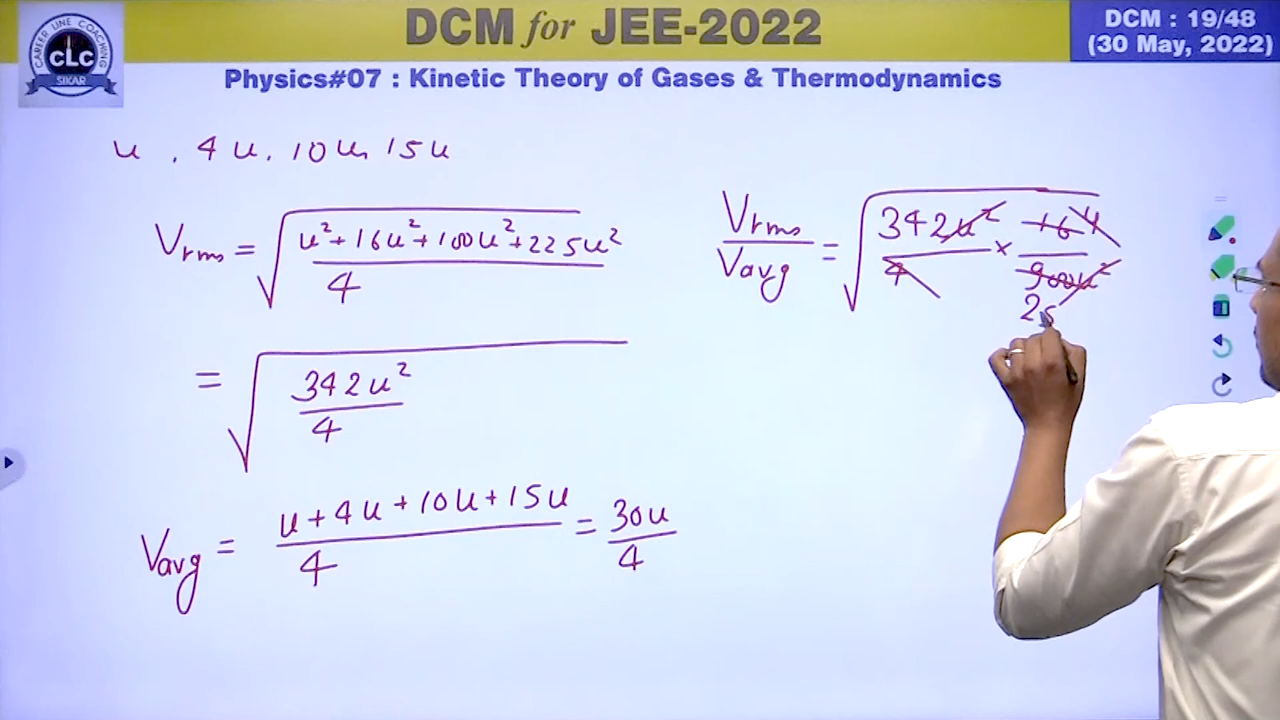 DCM for JEE-2022
DCM : 19/48
(30 May, 2022)
CAREER LINE COACHING
CLC
SIKAR
Physics#07 : Kinetic Theory of Gases & Thermodynamics
u , 4u, 10u, 15u
Vrms = √((u² + 16u² + 100u² + 225u²)/4)
= √(342u²/4)
Vavg = (u + 4u + 10u + 15u)/4 = 30u/4
Vrms/Vavg = √(342u²/4 × 16/900u²)
4
25